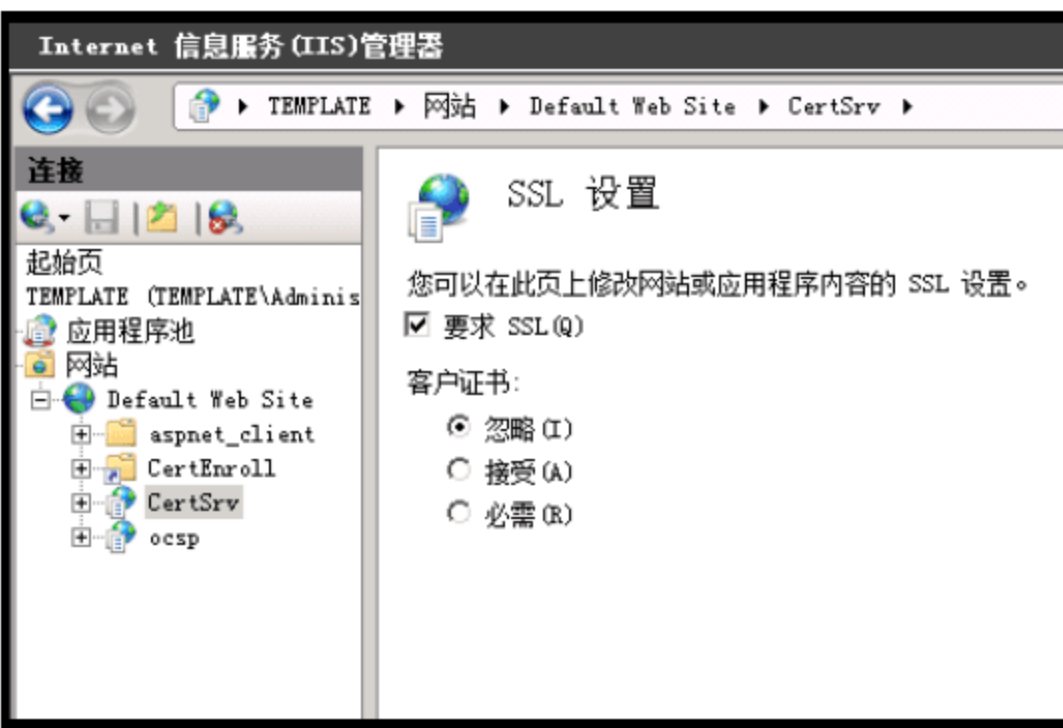 Internet 信息服务(IIS)管理器
TEMPLATE 网站 Default Web Site CertSrv
连接
起始页
TEMPLATE (TEMPLATE\Adminis
应用程序池
网站
Default Web Site
aspnet_client
CertEnroll
CertSrv
ocsp
SSL 设置
您可以在此页上修改网站或应用程序内容的 SSL 设置。
要求 SSL(Q)
客户证书:
忽略(I)
接受(A)
必需(R)